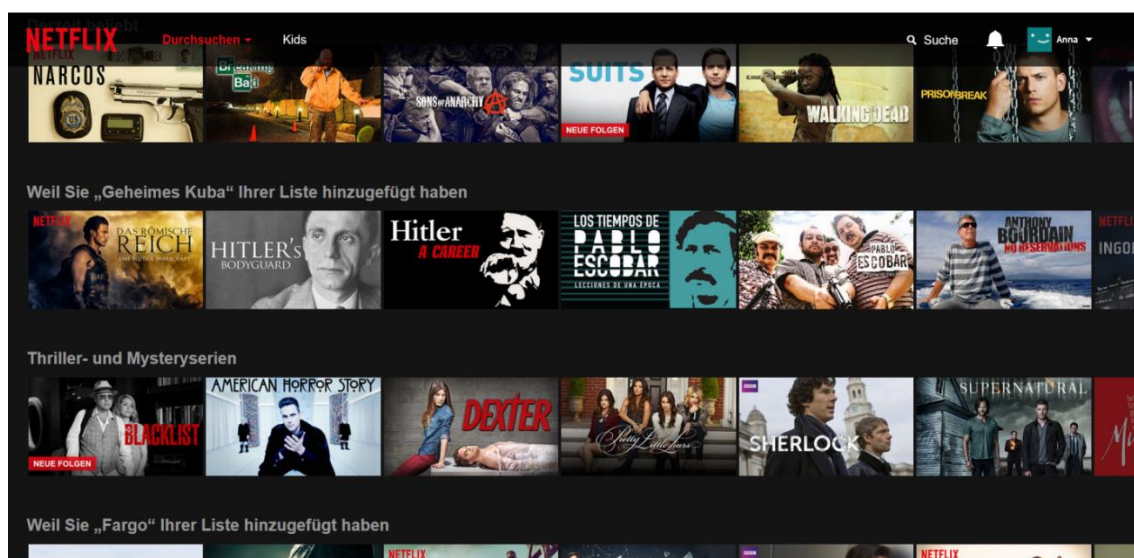 Derzeit beliebt
NETFLIX
Durchsuchen
Kids
Suche
Anna
NETFLIX
NARCOS
Breaking
Bad
SONS OF ANARCHY
SUITS
NEUE FOLGEN
WALKING DEAD
PRISON BREAK
Weil Sie „Geheimes Kuba“ Ihrer Liste hinzugefügt haben
NETFLIX
DAS RÖMISCHE
REICH
HITLER'S
BODYGUARD
Hitler
A CAREER
LOS TIEMPOS DE
PABLO
ESCOBAR
LECCIONES DE UNA ÉPOCA
PABLO
ESCOBAR
ANTHONY
BOURDAIN
NO RESERVATIONS
NETFLIX
Thriller- und Mysteryserien
BLACKLIST
NEUE FOLGEN
AMERICAN HORROR STORY
DEXTER
Pretty Little Liars
BBC
SHERLOCK
SUPERNATURAL
Weil Sie „Fargo“ Ihrer Liste hinzugefügt haben
NETFLIX
BBC
NETFLIX